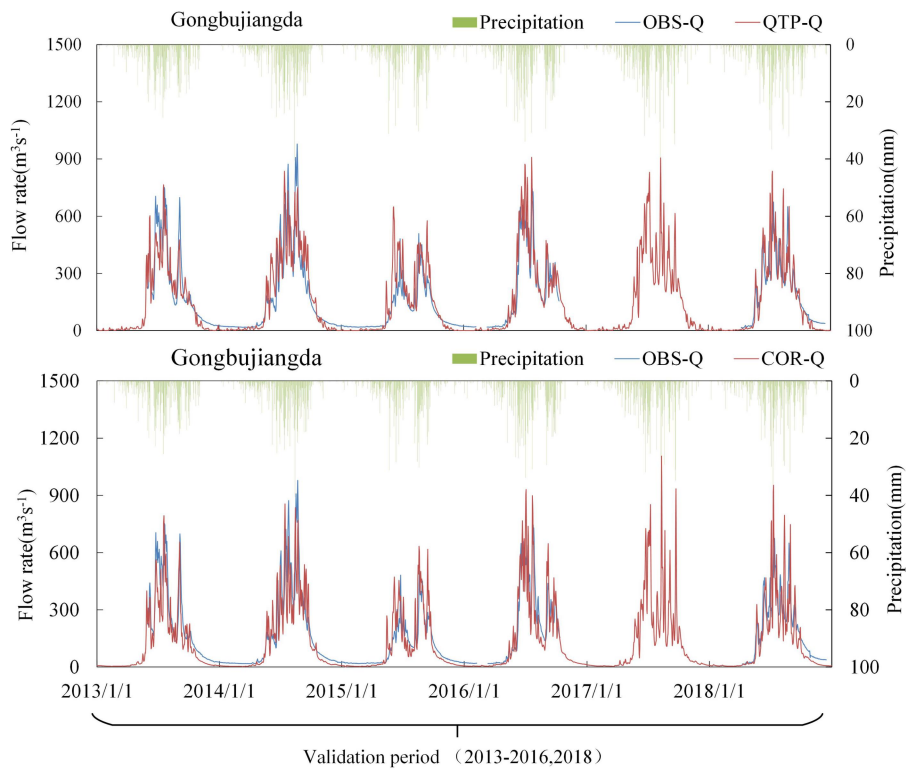 Gongbujiangda
Precipitation OBS-Q QTP-Q
1500 0
1200 20
900 40
600 60
300 80
0 100
Flow rate(m³s⁻¹)
Precipitation(mm)
Gongbujiangda
Precipitation OBS-Q COR-Q
1500 0
1200 20
900 40
600 60
300 80
0 100
Flow rate(m³s⁻¹)
Precipitation(mm)
2013/1/1 2014/1/1 2015/1/1 2016/1/1 2017/1/1 2018/1/1
Validation period （2013-2016,2018）